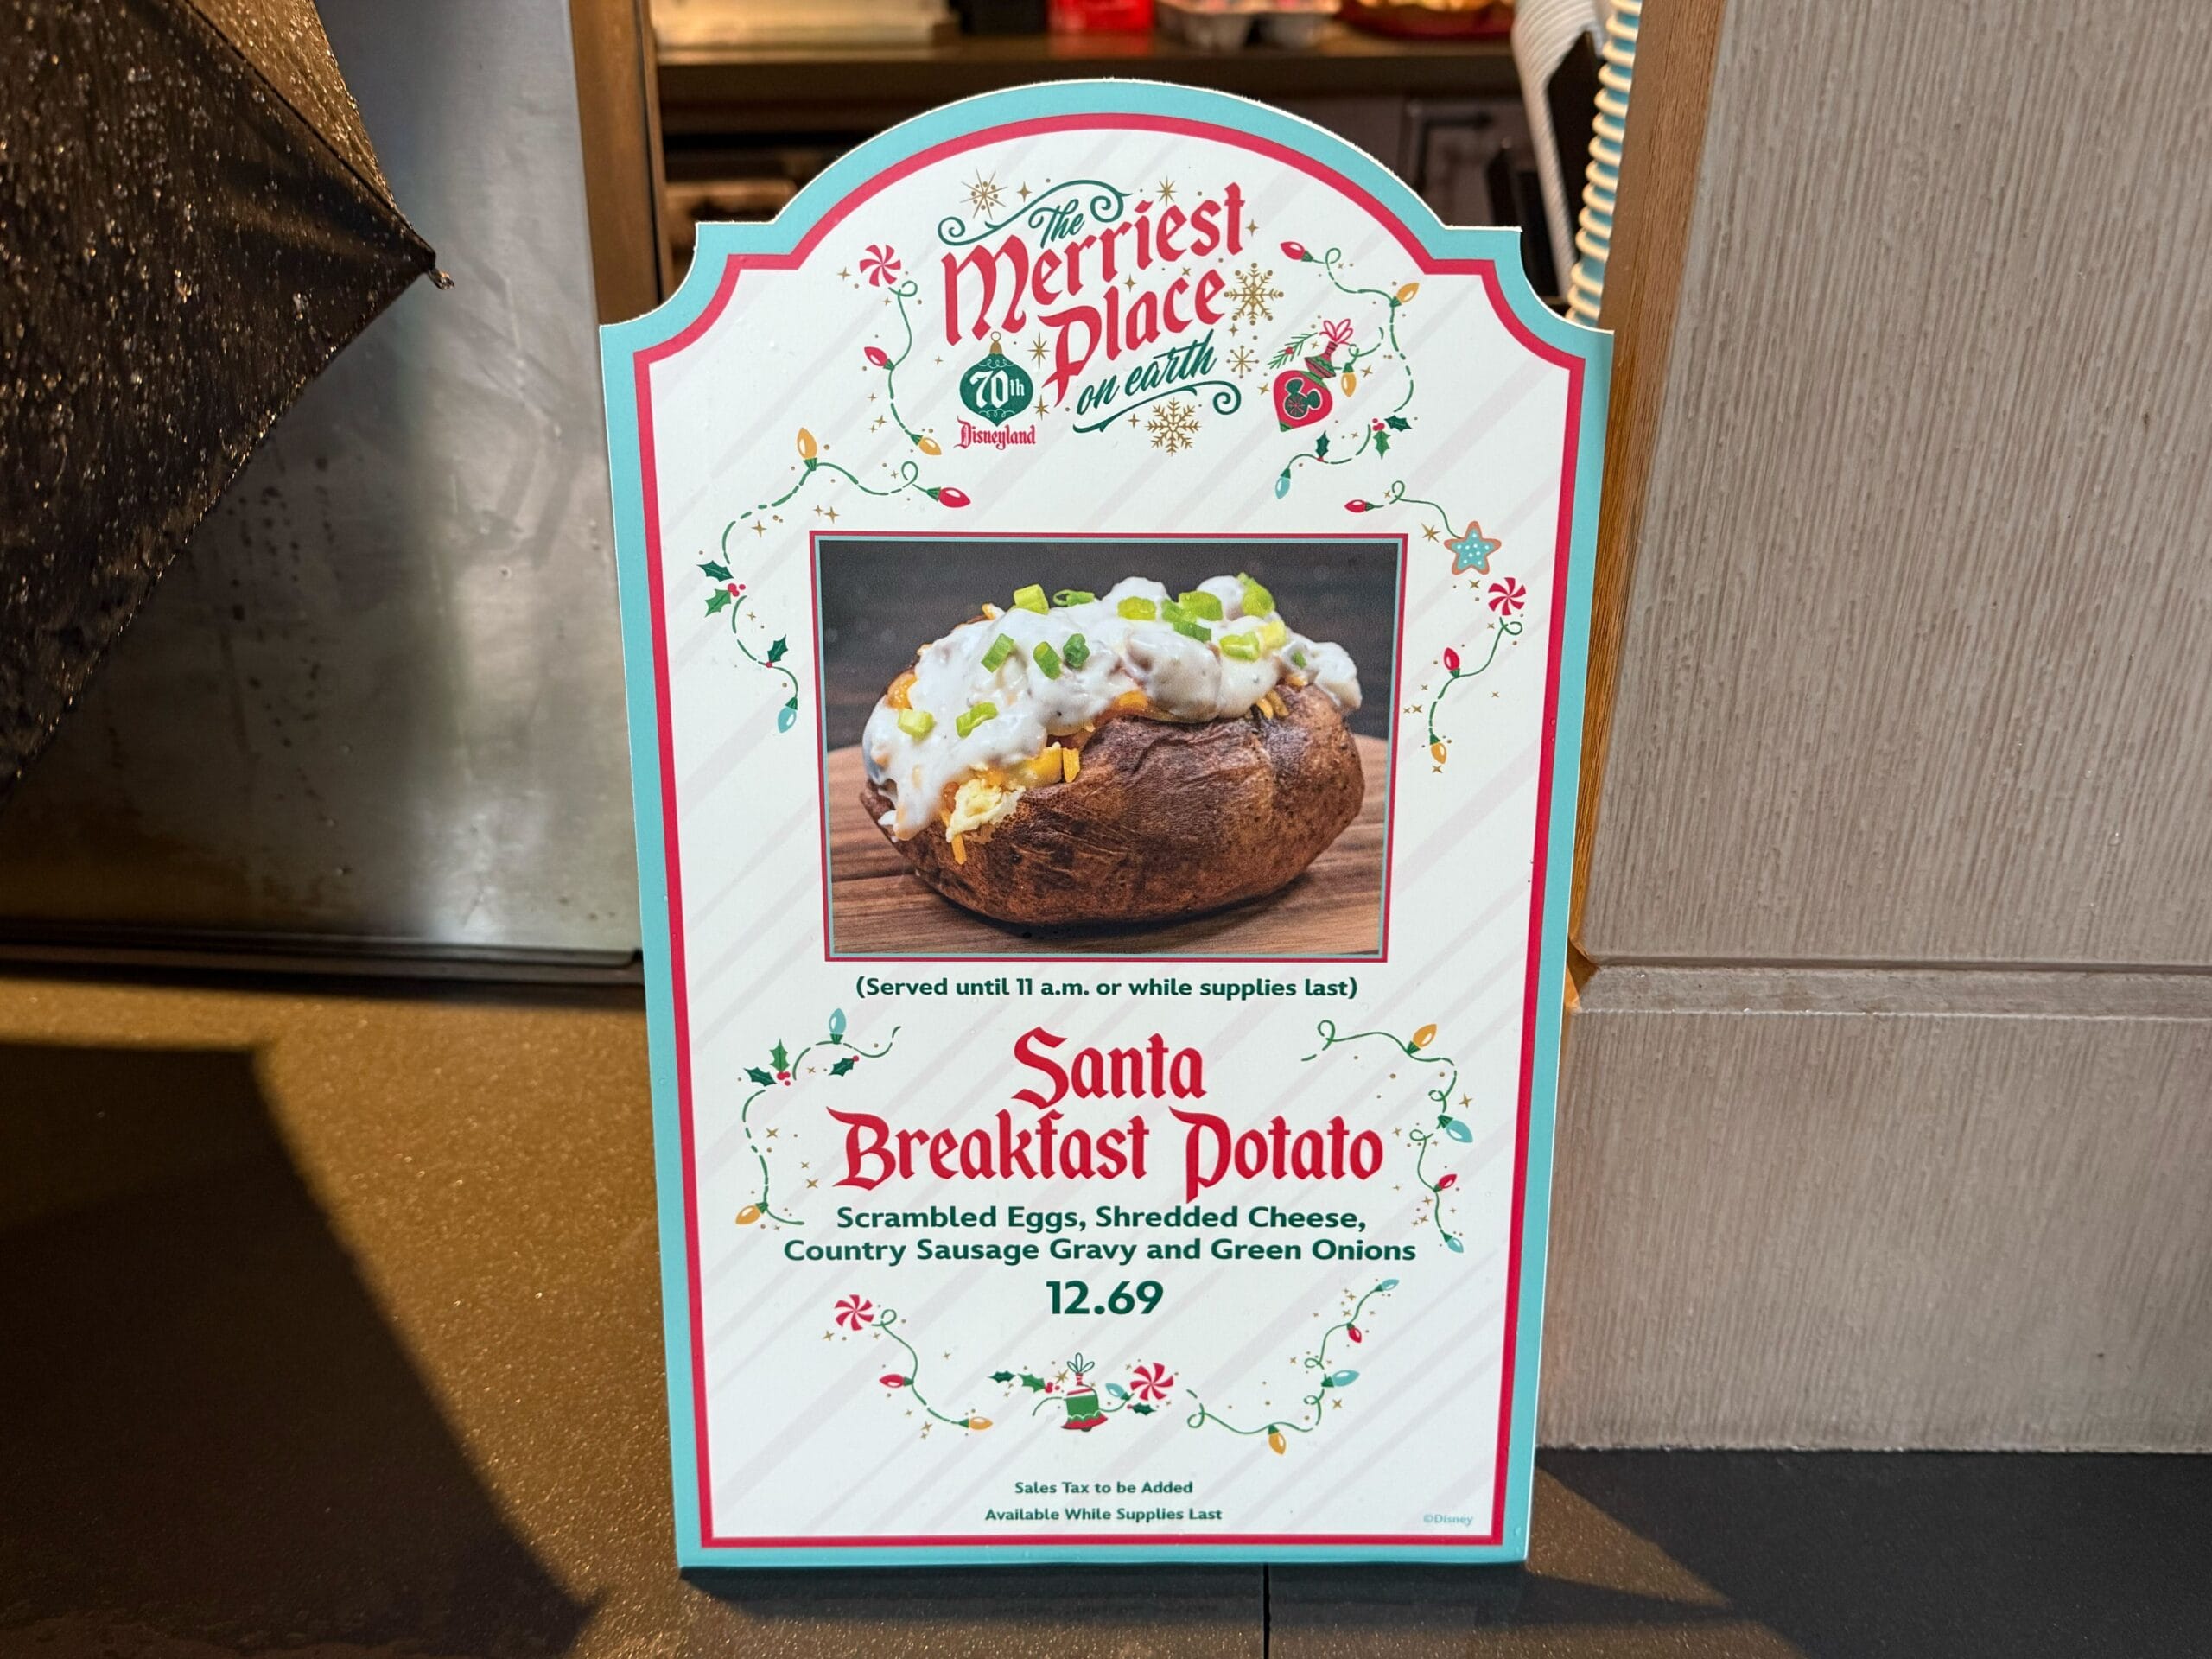 The
Merriest
Place
on earth
70th
Disneyland
(Served until 11 a.m. or while supplies last)
Santa
Breakfast Potato
Scrambled Eggs, Shredded Cheese,
Country Sausage Gravy and Green Onions
12.69
Sales Tax to be Added
Available While Supplies Last
©Disney